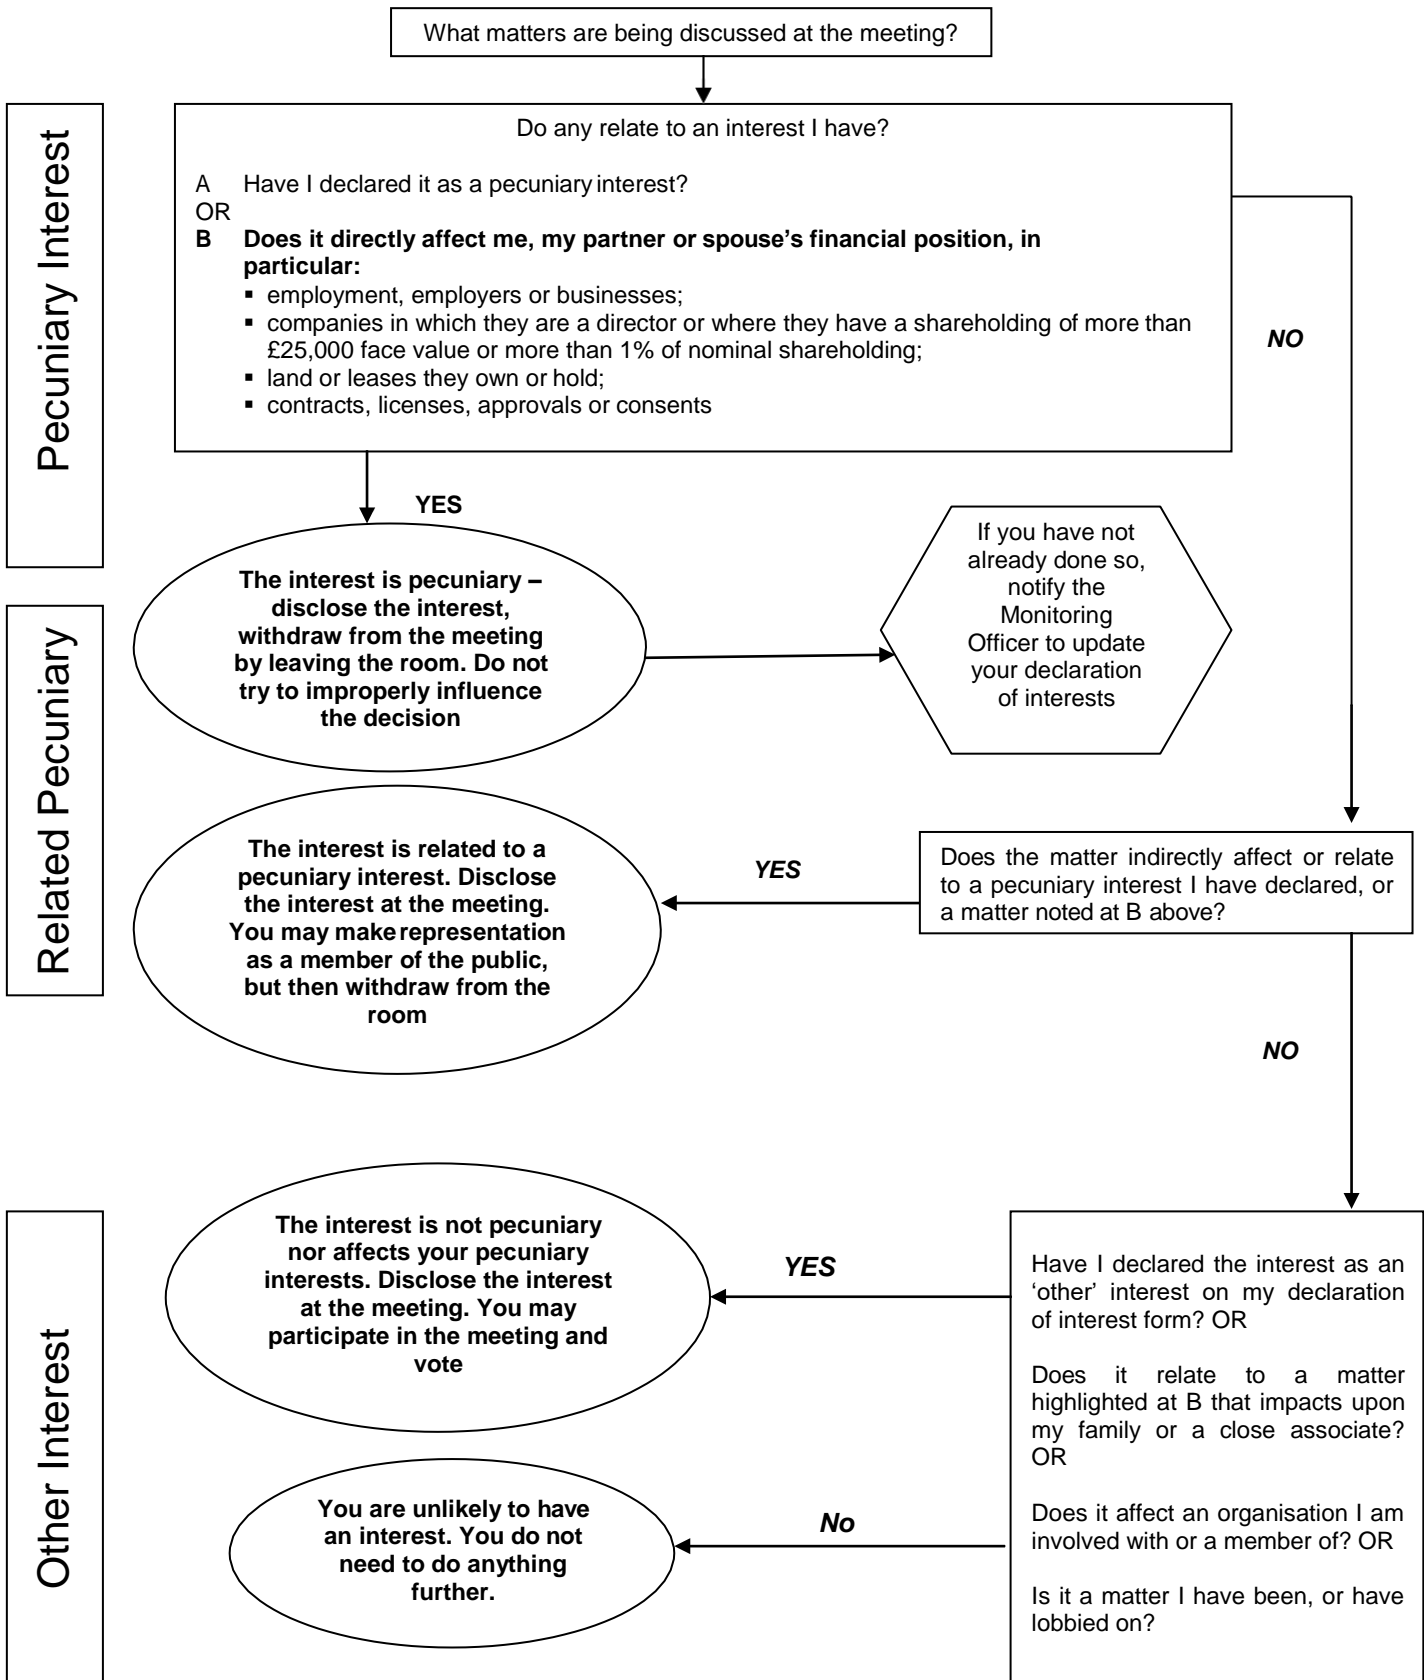 What matters are being discussed at the meeting?
Pecuniary Interest
Do any relate to an interest I have?
A Have I declared it as a pecuniary interest?
OR
B Does it directly affect me, my partner or spouse’s financial position, in
particular:
▪ employment, employers or businesses;
▪ companies in which they are a director or where they have a shareholding of more than
£25,000 face value or more than 1% of nominal shareholding;
▪ land or leases they own or hold;
▪ contracts, licenses, approvals or consents
NO
YES
The interest is pecuniary –
disclose the interest,
withdraw from the meeting
by leaving the room. Do not
try to improperly influence
the decision
If you have not
already done so,
notify the
Monitoring
Officer to update
your declaration
of interests
Related Pecuniary
Does the matter indirectly affect or relate
to a pecuniary interest I have declared, or
a matter noted at B above?
YES
The interest is related to a
pecuniary interest. Disclose
the interest at the meeting.
You may make representation
as a member of the public,
but then withdraw from the
room
NO
Other Interest
Have I declared the interest as an
‘other’ interest on my declaration
of interest form? OR
Does it relate to a matter
highlighted at B that impacts upon
my family or a close associate?
OR
Does it affect an organisation I am
involved with or a member of? OR
Is it a matter I have been, or have
lobbied on?
YES
The interest is not pecuniary
nor affects your pecuniary
interests. Disclose the interest
at the meeting. You may
participate in the meeting and
vote
No
You are unlikely to have
an interest. You do not
need to do anything
further.